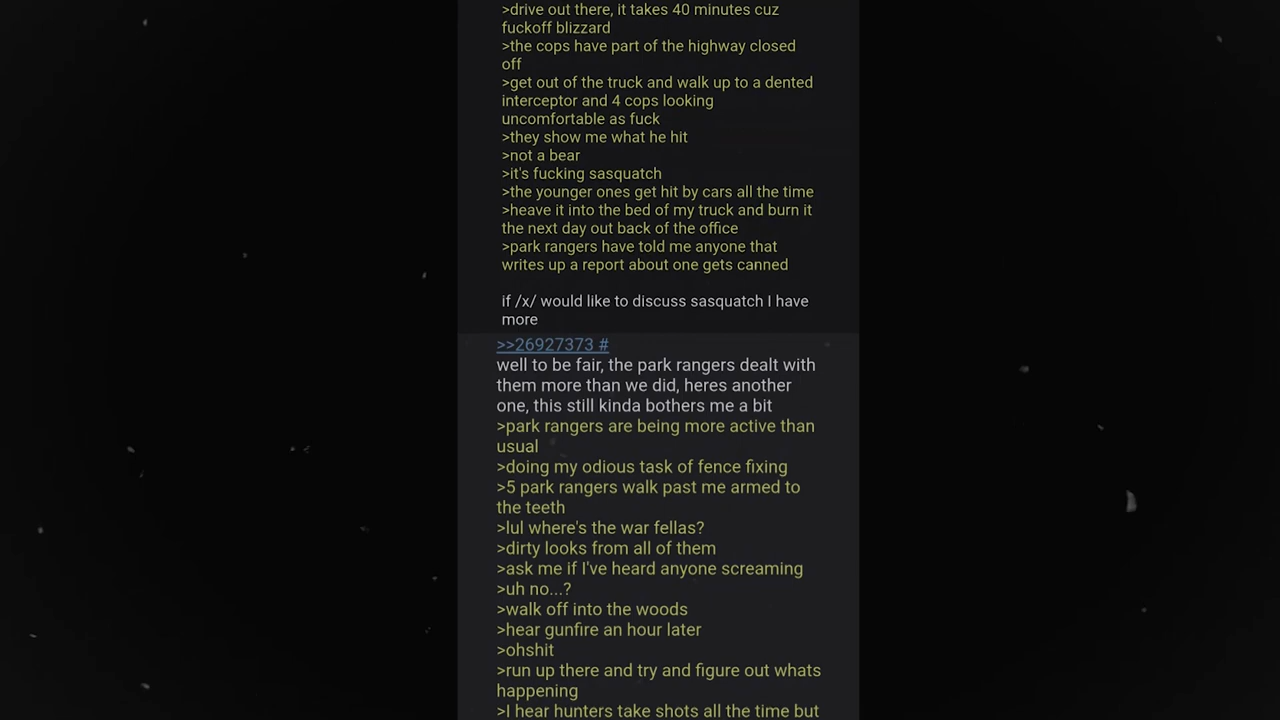 >drive out there, it takes 40 minutes cuz
fuckoff blizzard
>the cops have part of the highway closed
off
>get out of the truck and walk up to a dented
interceptor and 4 cops looking
uncomfortable as fuck
>they show me what he hit
>not a bear
>it's fucking sasquatch
>the younger ones get hit by cars all the time
>heave it into the bed of my truck and burn it
the next day out back of the office
>park rangers have told me anyone that
writes up a report about one gets canned
if /x/ would like to discuss sasquatch I have
more
>>26927373 #
well to be fair, the park rangers dealt with
them more than we did, heres another
one, this still kinda bothers me a bit
>park rangers are being more active than
usual
>doing my odious task of fence fixing
>5 park rangers walk past me armed to
the teeth
>lul where's the war fellas?
>dirty looks from all of them
>ask me if I've heard anyone screaming
>uh no...?
>walk off into the woods
>hear gunfire an hour later
>ohshit
>run up there and try and figure out whats
happening
>I hear hunters take shots all the time but